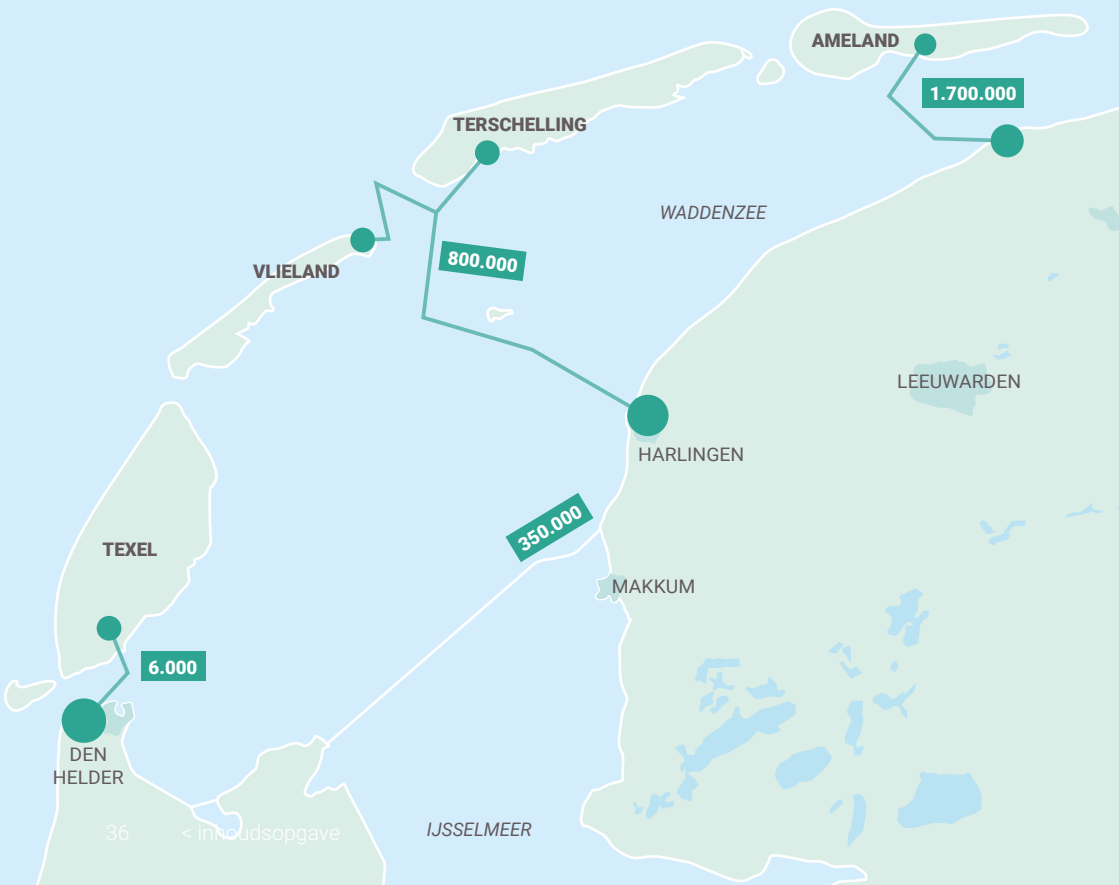 AMELAND
1.700.000
TERSCHELLING
WADDENZEE
800.000
VLIELAND
LEEUWARDEN
HARLINGEN
350.000
TEXEL
MAKKUM
6.000
DEN
HELDER
36
< inhoudsopgave
IJSSELMEER